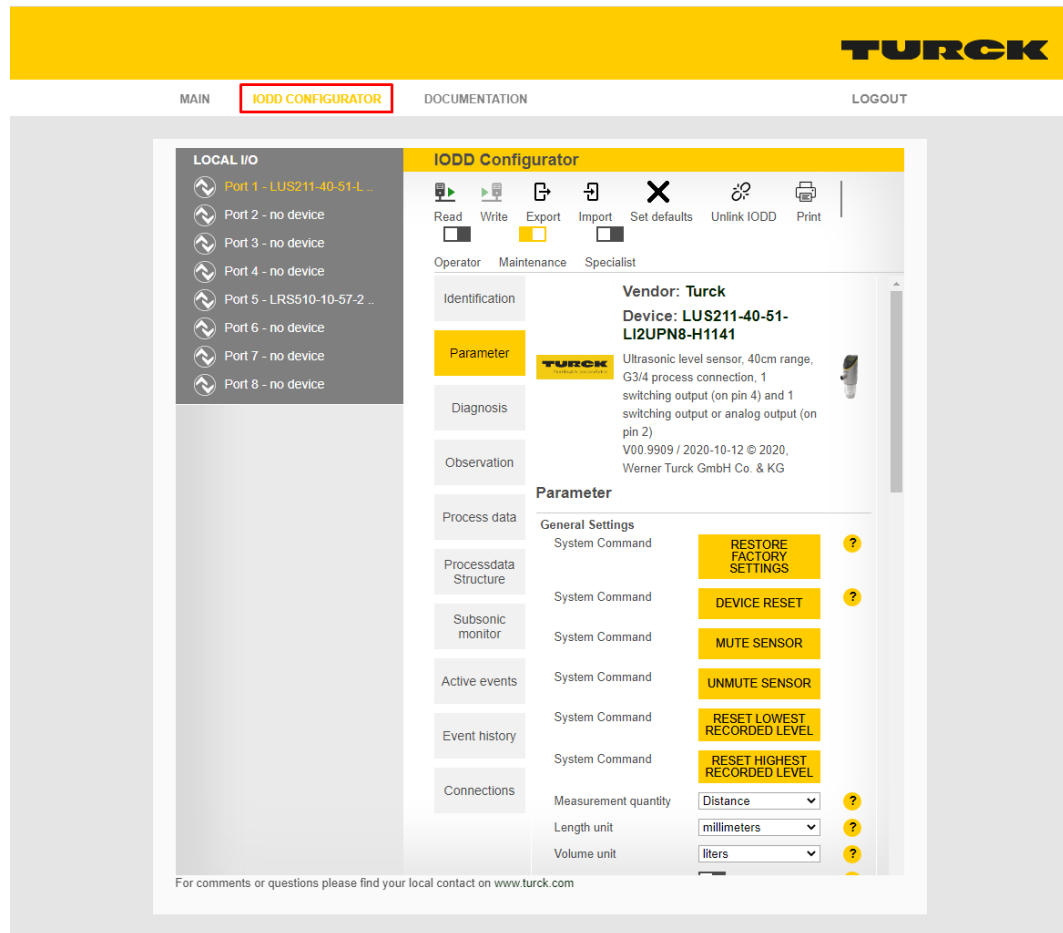 TURCK
MAIN IODD CONFIGURATOR DOCUMENTATION LOGOUT
LOCAL I/O
Port 1 - LUS211-40-51-L ..
Port 2 - no device
Port 3 - no device
Port 4 - no device
Port 5 - LRS510-10-57-2 ..
Port 6 - no device
Port 7 - no device
Port 8 - no device
IODD Configurator
Read Write Export Import Set defaults Unlink IODD Print
Operator Maintenance Specialist
Identification
Parameter
Diagnosis
Observation
Process data
Processdata
Structure
Subsonic
monitor
Active events
Event history
Connections
TURCK
Vendor: Turck
Device: LUS211-40-51-
LI2UPN8-H1141
Ultrasonic level sensor, 40cm range,
G3/4 process
connection, 1
switching output (on pin 4) and 1
switching output or analog output (on
pin 2)
V00.9909 / 2020-10-12 © 2020,
Werner Turck GmbH Co. & KG
Parameter
General Settings
System Command RESTORE
FACTORY
SETTINGS ?
System Command DEVICE RESET ?
System Command MUTE SENSOR
System Command UNMUTE SENSOR
System Command RESET LOWEST
RECORDED LEVEL
System Command RESET HIGHEST
RECORDED LEVEL
Measurement quantity Distance ?
Length unit millimeters ?
Volume unit liters ?
For comments or questions please find your local contact on www.turck.com